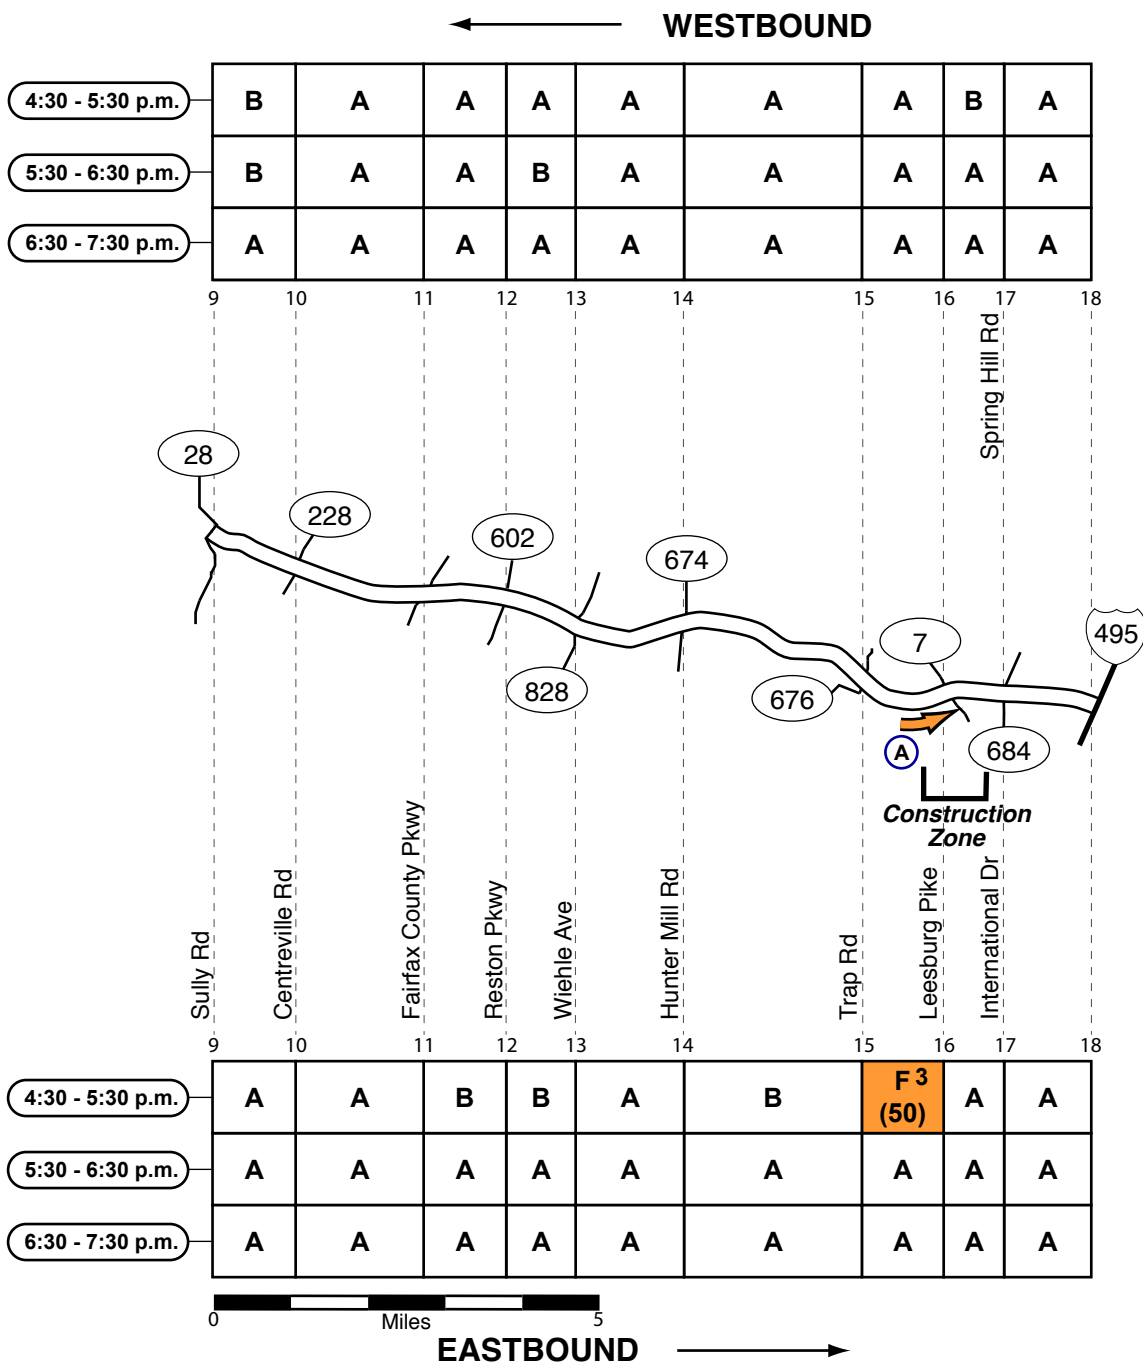 WESTBOUND
4:30 - 5:30 p.m. B A A A A A A B A
5:30 - 6:30 p.m. B A A B A A A A A
6:30 - 7:30 p.m. A A A A A A A A A
9 10 11 12 13 14 15 16 17 18
Spring Hill Rd
28
228
602
674
7
495
828
676
684
A
Construction
Zone
Sully Rd
Centreville Rd
Fairfax County Pkwy
Reston Pkwy
Wiehle Ave
Hunter Mill Rd
Trap Rd
Leesburg Pike
International Dr
9 10 11 12 13 14 15 16 17 18
4:30 - 5:30 p.m. A A B B A B F 3 (50) A A
5:30 - 6:30 p.m. A A A A A A A A A
6:30 - 7:30 p.m. A A A A A A A A A
0 Miles 5
EASTBOUND